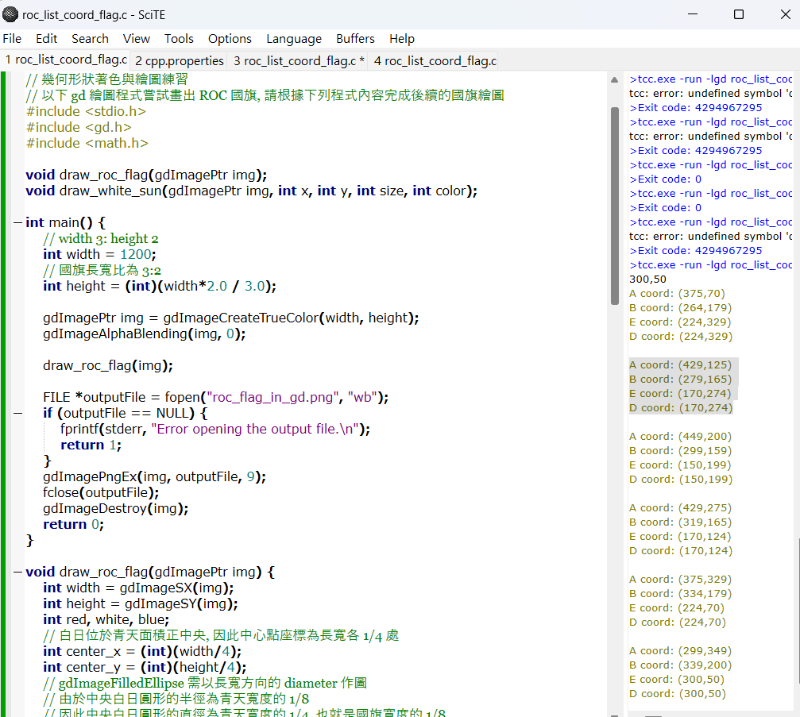 roc_list_coord_flag.c - SciTE
File Edit Search View Tools Options Language Buffers Help
1 roc_list_coord_flag.c 2 cpp.properties 3 roc_list_coord_flag.c * 4 roc_list_coord_flag.c
// 幾何形狀著色與繪圖練習
// 以下 gd 繪圖程式嘗試畫出 ROC 國旗, 請根據下列程式內容完成後續的國旗繪圖
#include <stdio.h>
#include <gd.h>
#include <math.h>
void draw_roc_flag(gdImagePtr img);
void draw_white_sun(gdImagePtr img, int x, int y, int size, int color);
int main() {
// width 3: height 2
int width = 1200;
// 國旗長寬比為 3:2
int height = (int)(width*2.0 / 3.0);
gdImagePtr img = gdImageCreateTrueColor(width, height);
gdImageAlphaBlending(img, 0);
draw_roc_flag(img);
FILE *outputFile = fopen("roc_flag_in_gd.png", "wb");
if (outputFile == NULL) {
fprintf(stderr, "Error opening the output file.\n");
return 1;
}
gdImagePngEx(img, outputFile, 9);
fclose(outputFile);
gdImageDestroy(img);
return 0;
}
void draw_roc_flag(gdImagePtr img) {
int width = gdImageSX(img);
int height = gdImageSY(img);
int red, white, blue;
// 白日位於青天面積正中央, 因此中心點座標為長寬各 1/4 處
int center_x = (int)(width/4);
int center_y = (int)(height/4);
// gdImageFilledEllipse 需以長寬方向的 diameter 作圖
// 由於中央白日圓形的半徑為青天寬度的 1/8
// 因此中央白日圓形的直徑為青天寬度的 1/4, 也就是國旗寬度的 1/8
>tcc.exe -run -lgd roc_list_coo
tcc: error: undefined symbol 'd
>Exit code: 4294967295
>tcc.exe -run -lgd roc_list_coo
tcc: error: undefined symbol 'd
>Exit code: 4294967295
>tcc.exe -run -lgd roc_list_coo
>Exit code: 0
>tcc.exe -run -lgd roc_list_coo
>Exit code: 0
>tcc.exe -run -lgd roc_list_coo
tcc: error: undefined symbol 'd
>Exit code: 4294967295
>tcc.exe -run -lgd roc_list_coo
300,50
A coord: (375,70)
B coord: (264,179)
E coord: (224,329)
D coord: (224,329)
A coord: (429,125)
B coord: (279,165)
E coord: (170,274)
D coord: (170,274)
A coord: (449,200)
B coord: (299,159)
E coord: (150,199)
D coord: (150,199)
A coord: (429,275)
B coord: (319,165)
E coord: (170,124)
D coord: (170,124)
A coord: (375,329)
B coord: (334,179)
E coord: (224,70)
D coord: (224,70)
A coord: (299,349)
B coord: (339,200)
E coord: (300,50)
D coord: (300,50)